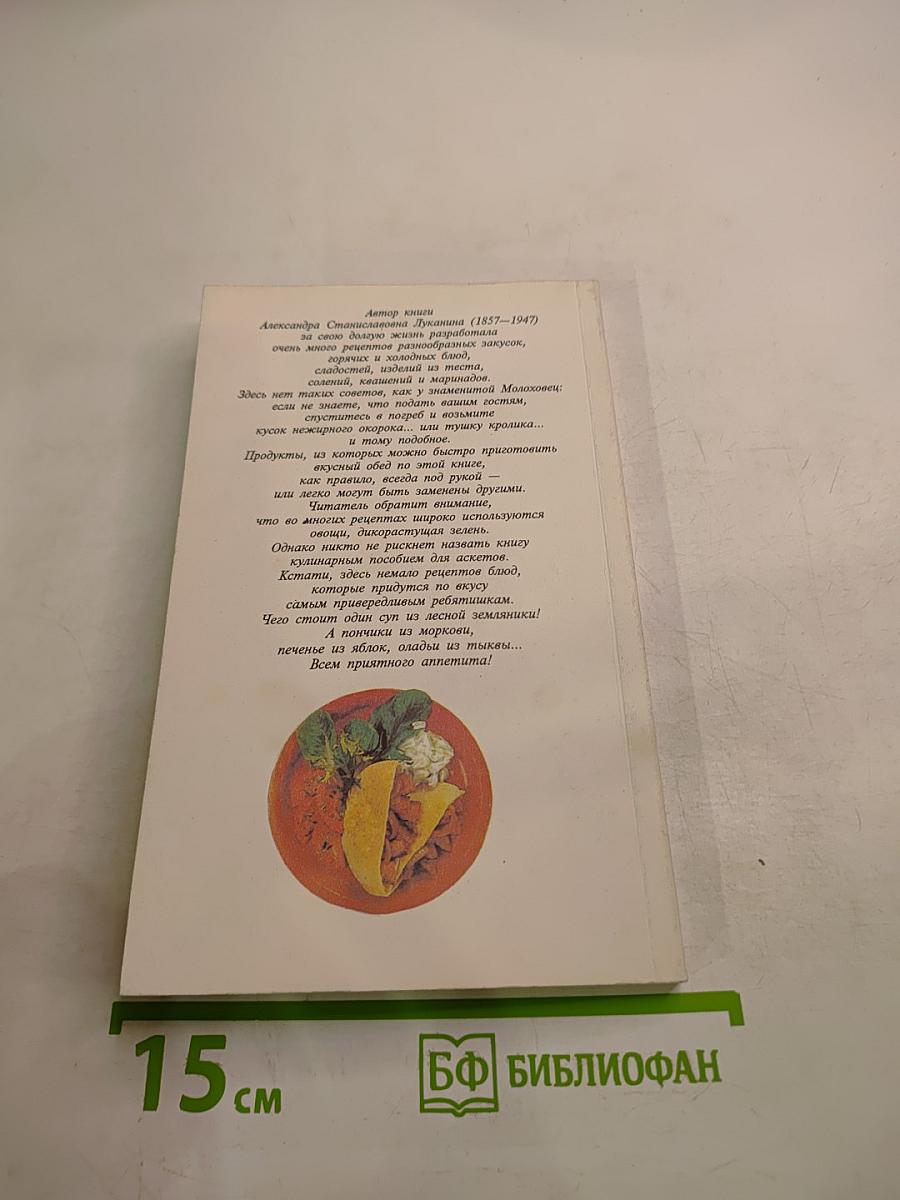 Автор книги
Александра Станиславовна Луканина (1857—1947)
за свою долгую жизнь разработала
очень много рецептов разнообразных закусок,
горячих и холодных блюд,
сладостей, изделий из теста,
солений, квашений и маринадов.
Здесь нет таких советов, как у знаменитой Молоховец:
если не знаете, что подать вашим гостям,
спуститесь в погреб и возьмите
кусок нежирного окорока... или тушку кролика...
и тому подобное.
Продукты, из которых можно быстро приготовить
вкусный обед по этой книге,
как правило, всегда под рукой —
или легко могут быть заменены другими.
Читатель обратит внимание,
что во многих рецептах широко используются
овощи, дикорастущая зелень.
Однако никто не рискнет назвать книгу
кулинарным пособием для аскетов.
Кстати, здесь немало рецептов блюд,
которые придутся по вкусу
самым привередливым ребятишкам.
Чего стоит один суп из лесной земляники!
А пончики из моркови,
печенье из яблок, оладьи из тыквы...
Всем приятного аппетита!
15 см
БФ БИБЛИОФАН